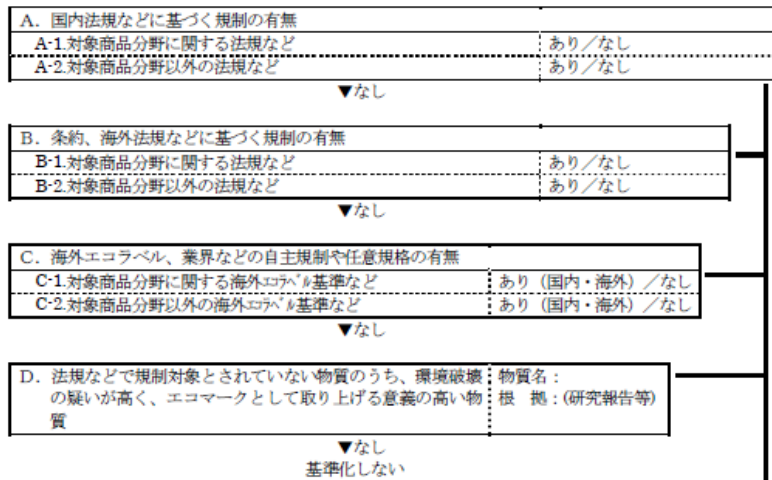 A．国内法規などに基づく規制の有無
A-1.対象商品分野に関する法規など あり／なし
A-2.対象商品分野以外の法規など あり／なし
▼なし
B．条約、海外法規などに基づく規制の有無
B-1.対象商品分野に関する法規など あり／なし
B-2.対象商品分野以外の法規など あり／なし
▼なし
C．海外エコラベル、業界などの自主規制や任意規格の有無
C-1.対象商品分野に関する海外エコラベル基準など あり（国内・海外）／なし
C-2.対象商品分野以外の海外エコラベル基準など あり（国内・海外）／なし
▼なし
D．法規などで規制対象とされていない物質のうち、環境破壊 物質名：
の疑いが高く、エコマークとして取り上げる意義の高い物 根　拠：(研究報告等)
質
▼なし
基準化しない